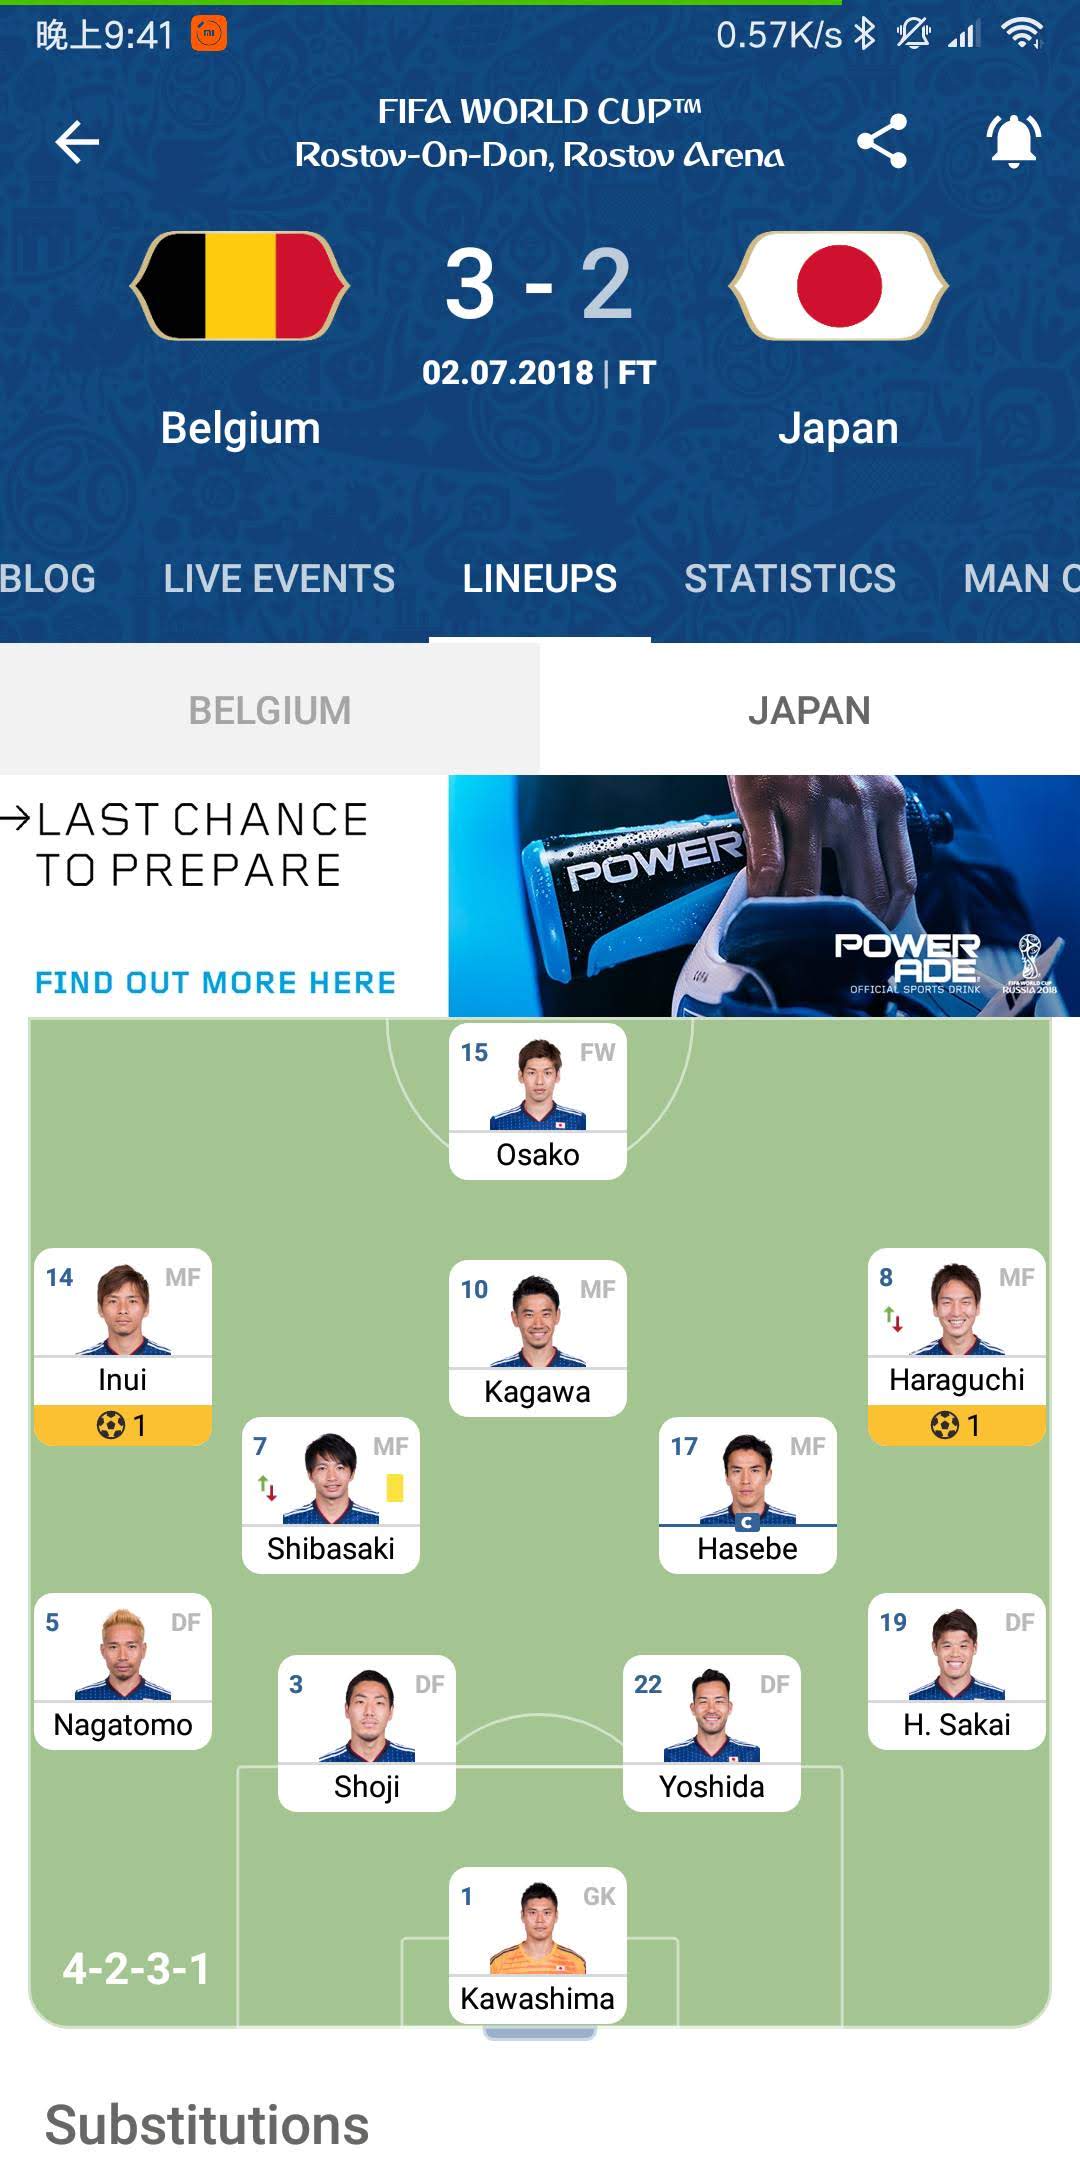 晚上9:41
0.57K/s
FIFA WORLD CUP™
Rostov-On-Don, Rostov Arena
3 - 2
02.07.2018 | FT
Belgium
Japan
BLOG
LIVE EVENTS
LINEUPS
STATISTICS
MAN O
BELGIUM
JAPAN
→LAST CHANCE
TO PREPARE
FIND OUT MORE HERE
POWER
POWER
ADE
OFFICIAL SPORTS DRINK
FIFA WORLD CUP
RUSSIA 2018
15 FW
Osako
14 MF
Inui
1
10 MF
Kagawa
8 MF
Haraguchi
1
7 MF
Shibasaki
17 MF
C
Hasebe
5 DF
Nagatomo
3 DF
Shoji
22 DF
Yoshida
19 DF
H. Sakai
1 GK
Kawashima
4-2-3-1
Substitutions